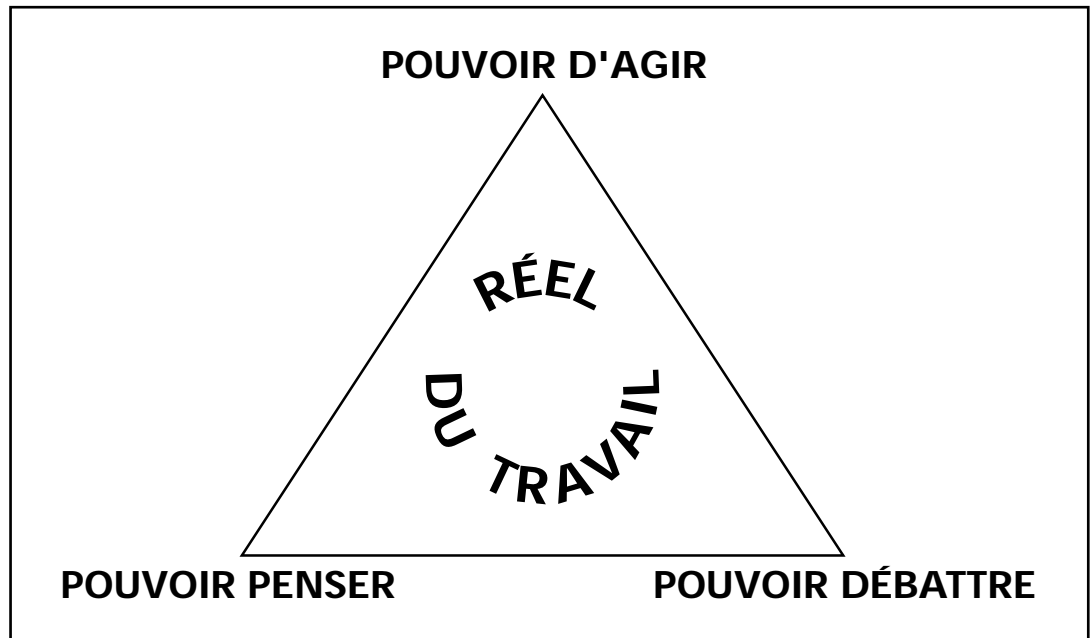 POUVOIR D'AGIR
RÉEL
DU TRAVAIL
POUVOIR PENSER
POUVOIR DÉBATTRE